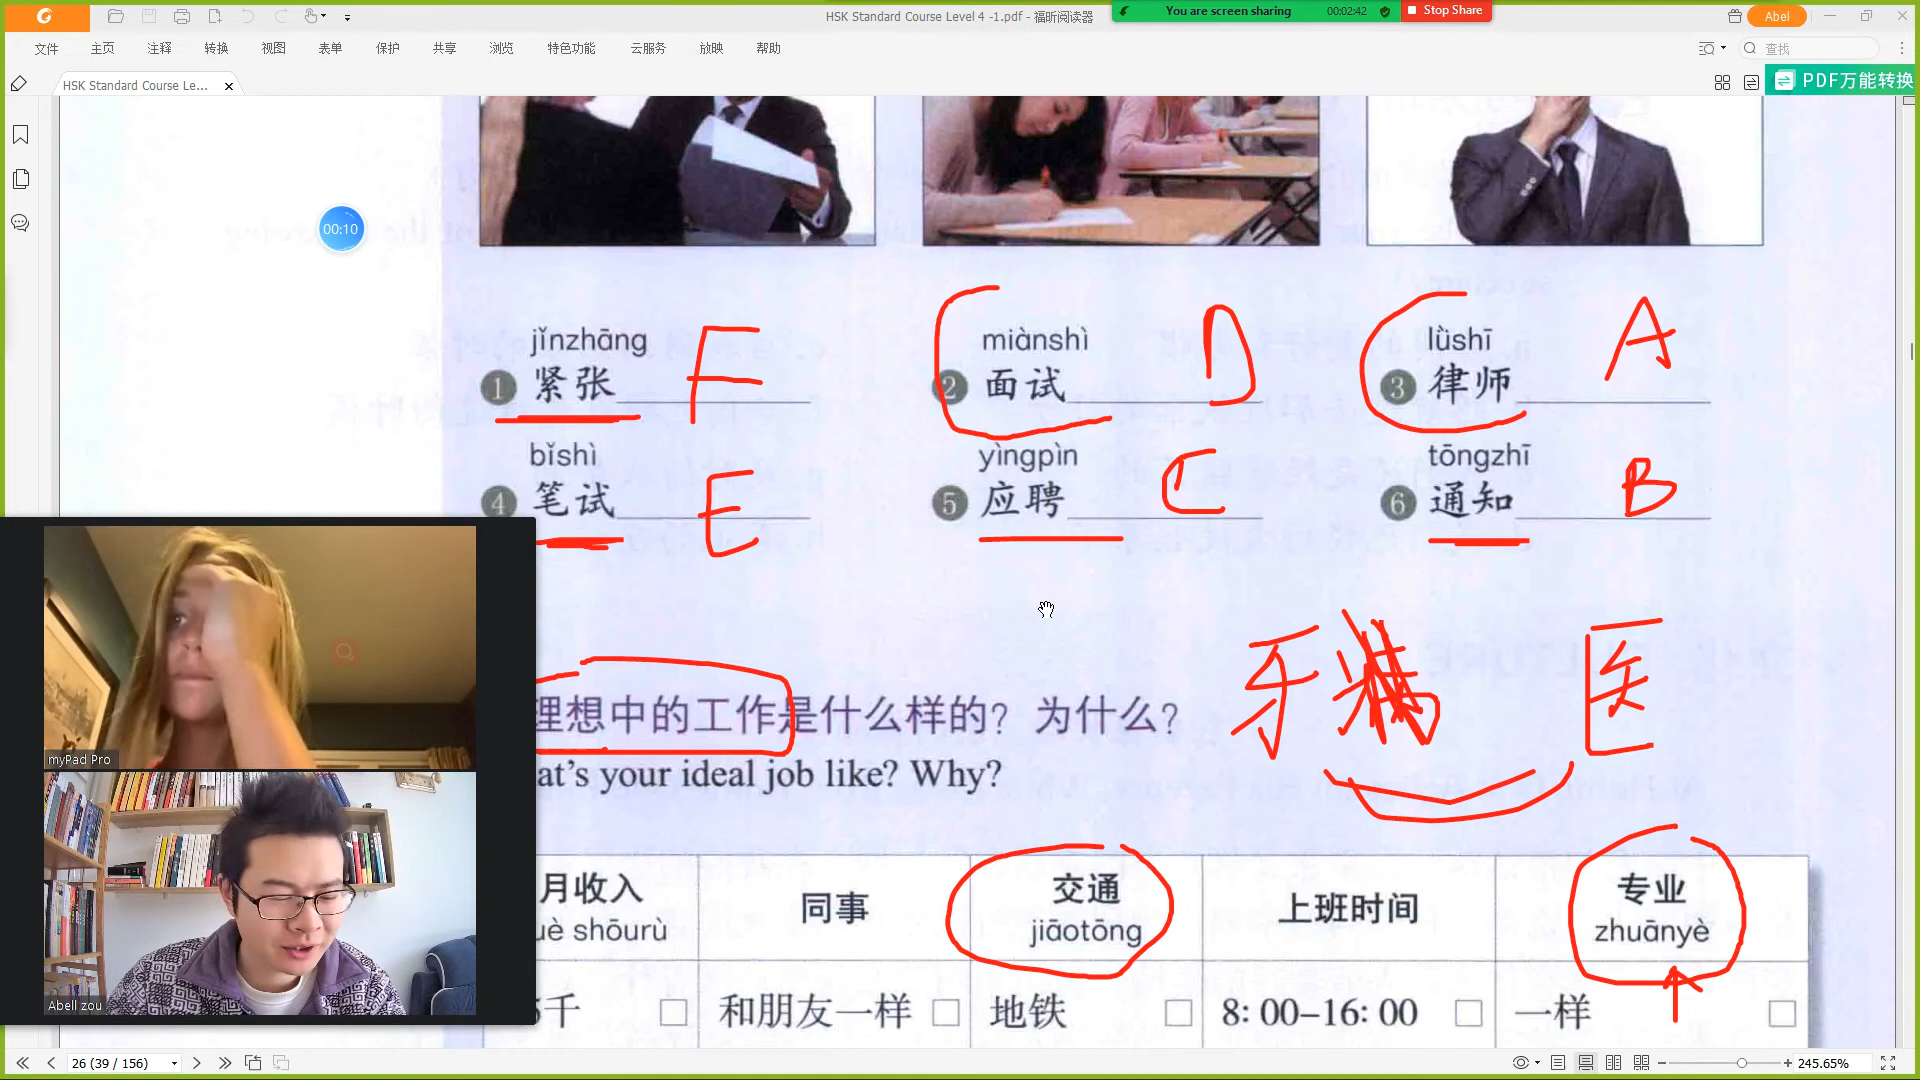 HSK Standard Course Level 4 -1.pdf - 福昕阅读器
You are screen sharing 00:02:42 Stop Share
Abel
文件 主页 注释 转换 视图 表单 保护 共享 浏览 特色功能 云服务 放映 帮助
查找
HSK Standard Course Le...
PDF万能转换
00:10
jǐnzhāng
1 紧张 F
miànshì
2 面试 D
lǜshī
3 律师 A
bǐshì
4 笔试 E
yìngpìn
5 应聘 C
tōngzhī
6 通知 B
牙 医
理想中的工作是什么样的？为什么？
at's your ideal job like? Why?
月收入
uè shōurù
同事
交通
jiāotōng
上班时间
专业
zhuānyè
千
和朋友一样
地铁
8: 00-16: 00
一样
myPad Pro
Abell zou
26 (39 / 156)
245.65%